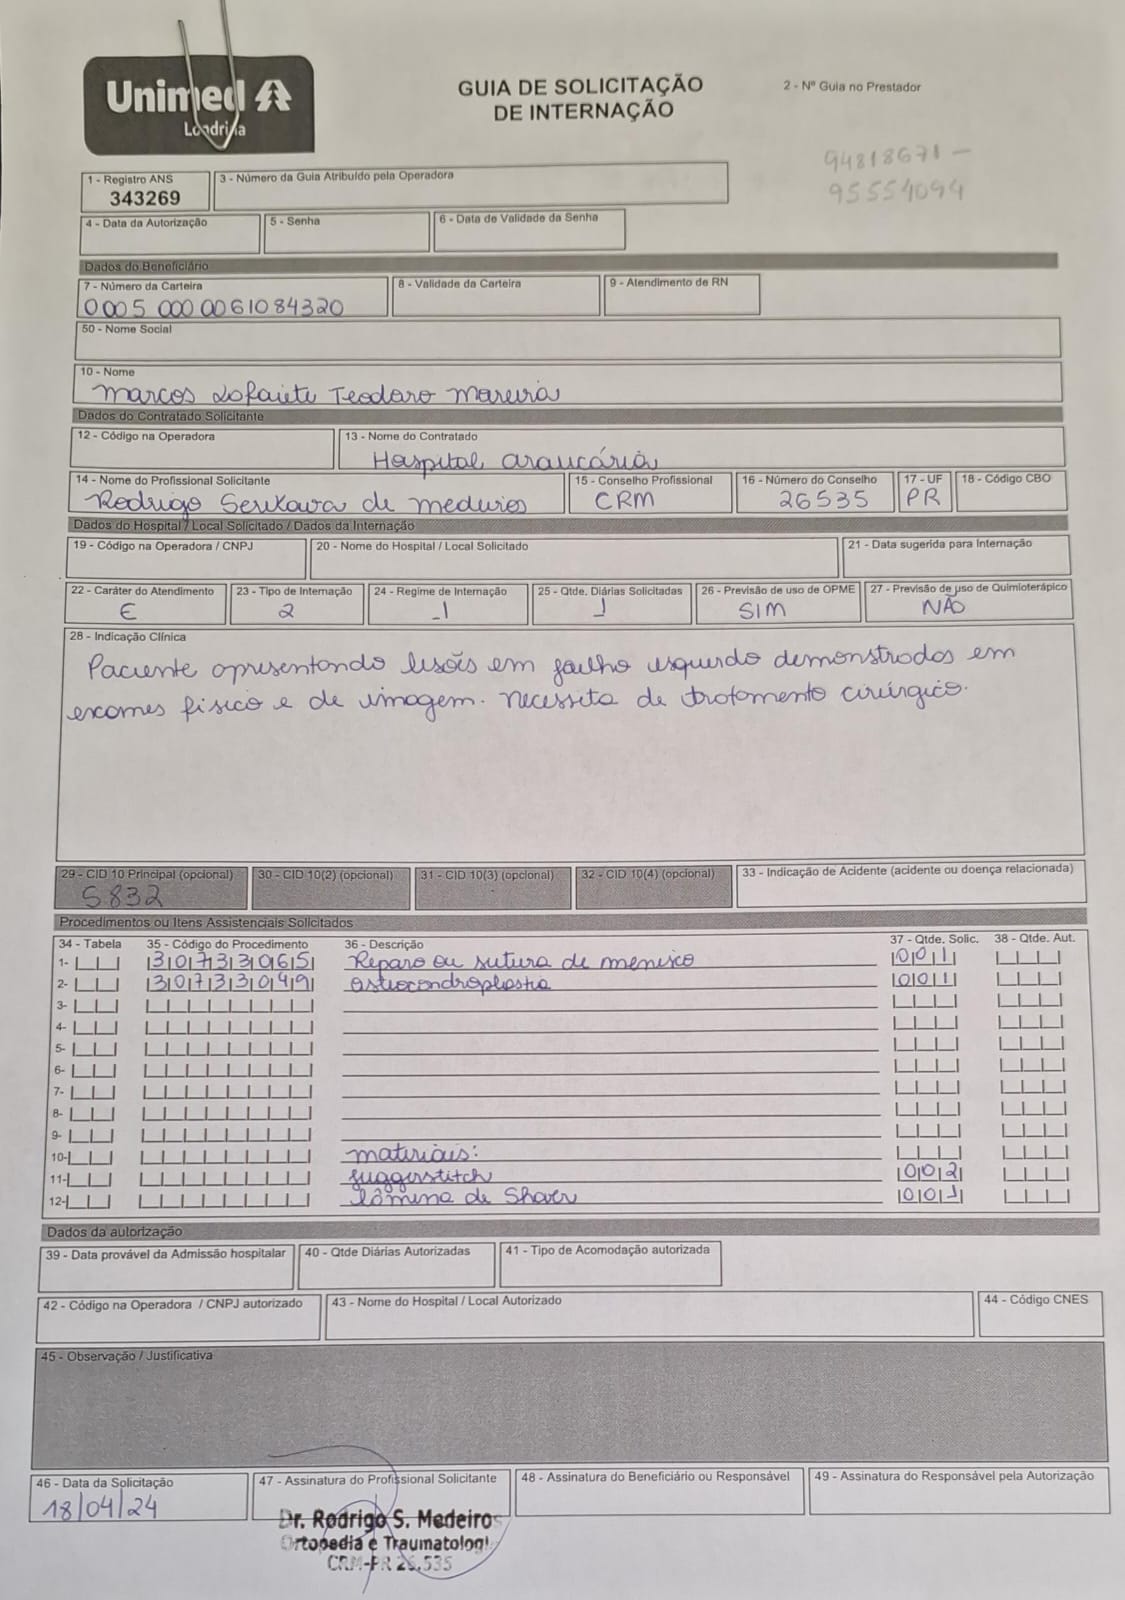 Unimed
Londrina
GUIA DE SOLICITAÇÃO
DE INTERNAÇÃO
2 - Nº Guia no Prestador
94818671 -
95554094
1 - Registro ANS
343269
3 - Número da Guia Atribuído pela Operadora
4 - Data da Autorização
5 - Senha
6 - Data de Validade da Senha
Dados do Beneficiário
7 - Número da Carteira
0005 000 0061084320
8 - Validade da Carteira
9 - Atendimento de RN
50 - Nome Social
10 - Nome
Marcos Lafaiete Teodoro Mareira
Dados do Contratado Solicitante
12 - Código na Operadora
13 - Nome do Contratado
Hospital Araucária
14 - Nome do Profissional Solicitante
Rodrigo Serikava de Medeiros
15 - Conselho Profissional
CRM
16 - Número do Conselho
26535
17 - UF
PR
18 - Código CBO
Dados do Hospital / Local Solicitado / Dados da Internação
19 - Código na Operadora / CNPJ
20 - Nome do Hospital / Local Solicitado
21 - Data sugerida para Internação
22 - Caráter do Atendimento
E
23 - Tipo de Internação
2
24 - Regime de Internação
1
25 - Qtde. Diárias Solicitadas
1
26 - Previsão de uso de OPME
SIM
27 - Previsão de uso de Quimioterápico
NÃO
28 - Indicação Clínica
Paciente apresentando lesões em joelho esquerdo demonstrados em
exames físico e de imagem. Necessita de tratamento cirúrgico.
29 - CID 10 Principal (opcional)
S832
30 - CID 10(2) (opcional)
31 - CID 10(3) (opcional)
32 - CID 10(4) (opcional)
33 - Indicação de Acidente (acidente ou doença relacionada)
Procedimentos ou Itens Assistenciais Solicitados
34 - Tabela 35 - Código do Procedimento 36 - Descrição 37 - Qtde. Solic. 38 - Qtde. Aut.
1- 30733065 Reparo ou sutura de menisco 001
2- 30733049 osteocondroplastia 001
3-
4-
5-
6-
7-
8-
9-
10- materiais:
11- juggerstitch 002
12- lâmina de Shaver 001
Dados da autorização
39 - Data provável da Admissão hospitalar
40 - Qtde Diárias Autorizadas
41 - Tipo de Acomodação autorizada
42 - Código na Operadora / CNPJ autorizado
43 - Nome do Hospital / Local Autorizado
44 - Código CNES
45 - Observação / Justificativa
46 - Data da Solicitação
18/04/24
47 - Assinatura do Profissional Solicitante
48 - Assinatura do Beneficiário ou Responsável
49 - Assinatura do Responsável pela Autorização
Dr. Rodrigo S. Medeiros
Ortopedia e Traumatologi
CRM-PR 26.535